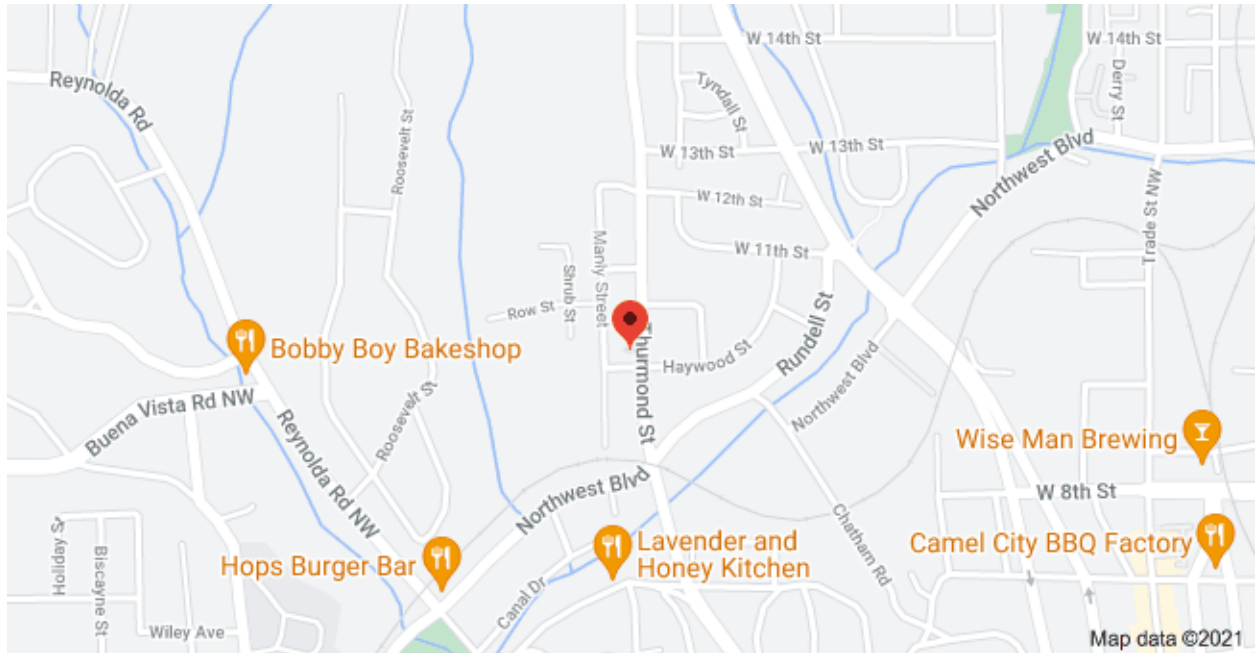 W 14th St
W 14th St
Reynolda Rd
Derry St
Tyndall St
Roosevelt St
W 13th St
W 13th St
Northwest Blvd
W 12th St
Trade St NW
Manly Street
W 11th St
Shrub St
Row St
Thurmond St
Rundell St
Bobby Boy Bakeshop
Haywood St
Northwest Blvd
Buena Vista Rd NW
Roosevelt St
Reynolda Rd NW
Wise Man Brewing
Northwest Blvd
W 8th St
Holiday S
Biscayne St
Hops Burger Bar
Lavender and
Honey Kitchen
Chatham Rd
Camel City BBQ Factory
Canal Dr
Wiley Ave
Map data ©2021